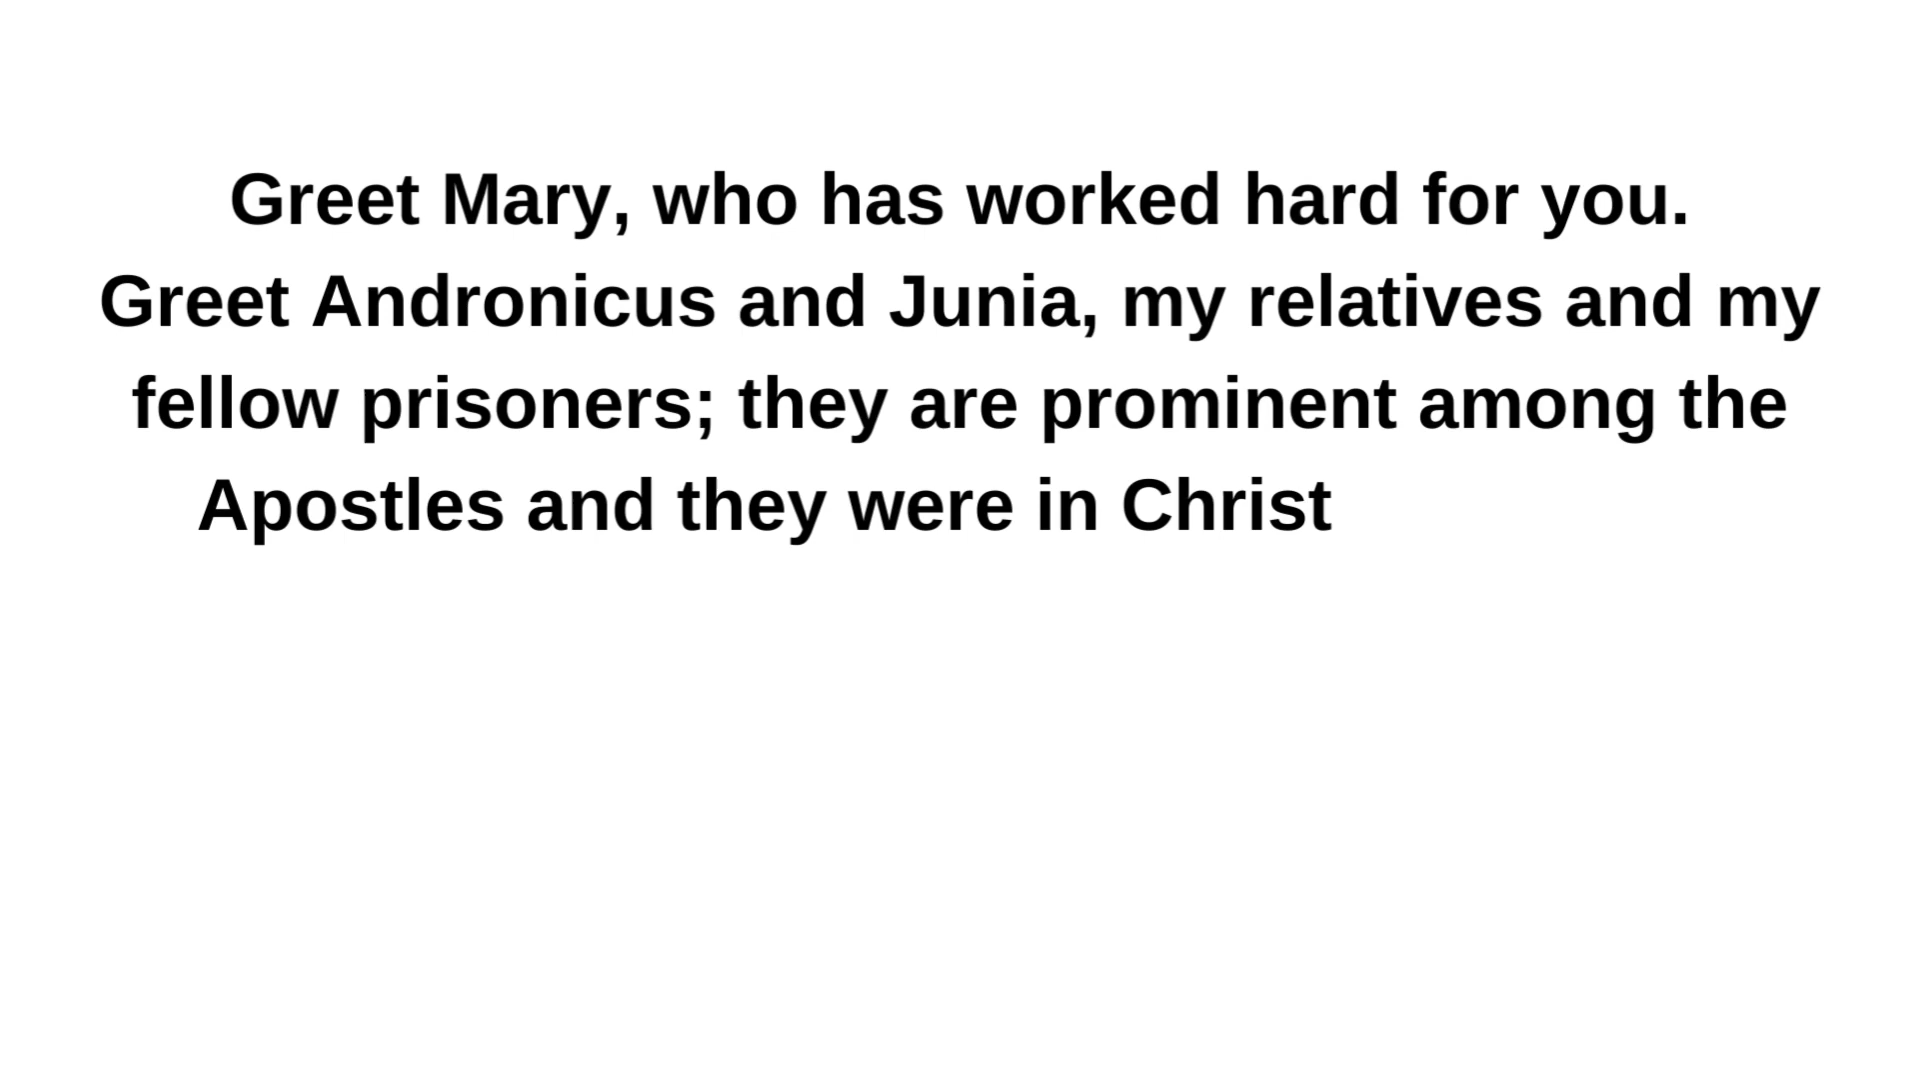 Greet Mary, who has worked hard for you.
Greet Andronicus and Junia, my relatives and my
fellow prisoners; they are prominent among the
Apostles and they were in Christ